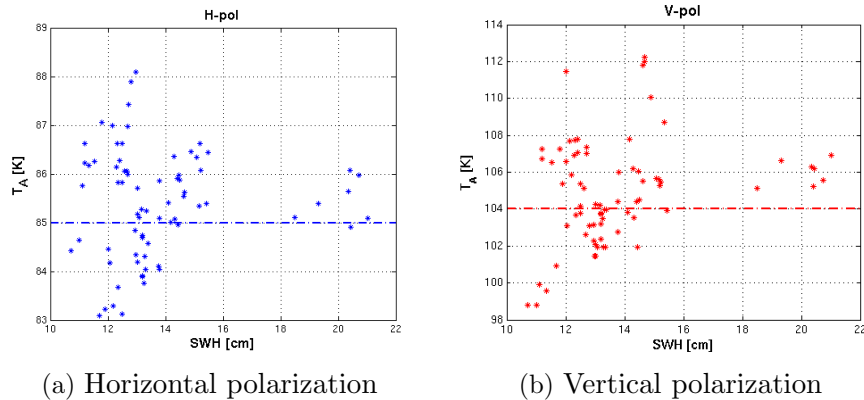 H-pol
89
88
87
86
85
84
83
T_A [K]
10 12 14 16 18 20 22
SWH [cm]
(a) Horizontal polarization
V-pol
114
112
110
108
106
104
102
100
98
T_A [K]
10 12 14 16 18 20 22
SWH [cm]
(b) Vertical polarization